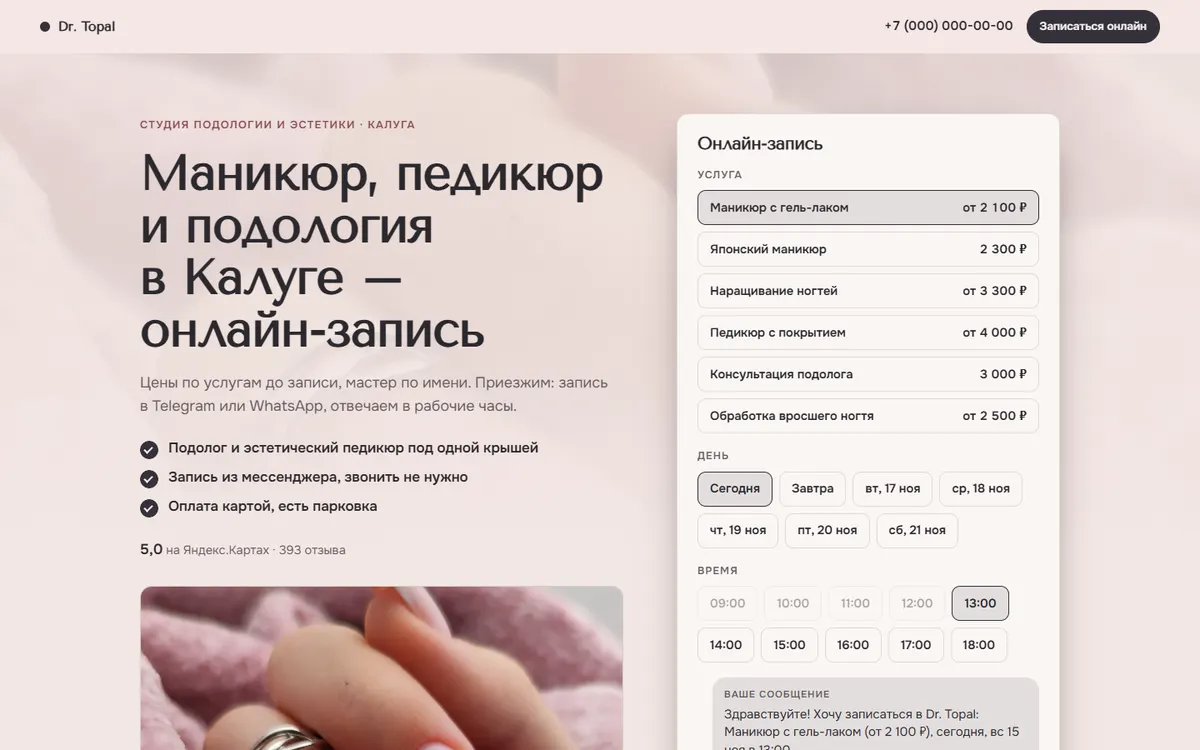 Dr. Topal
+7 (000) 000-00-00
Записаться онлайн
СТУДИЯ ПОДОЛОГИИ И ЭСТЕТИКИ · КАЛУГА
Маникюр, педикюр
и подология
в Калуге —
онлайн-запись
Цены по услугам до записи, мастер по имени. Приезжим: запись
в Telegram или WhatsApp, отвечаем в рабочие часы.
Подолог и эстетический педикюр под одной крышей
Запись из мессенджера, звонить не нужно
Оплата картой, есть парковка
5,0 на Яндекс.Картах · 393 отзыва
Онлайн-запись
УСЛУГА
Маникюр с гель-лаком от 2 100 ₽
Японский маникюр 2 300 ₽
Наращивание ногтей от 3 300 ₽
Педикюр с покрытием от 4 000 ₽
Консультация подолога 3 000 ₽
Обработка вросшего ногтя от 2 500 ₽
ДЕНЬ
Сегодня Завтра вт, 17 ноя ср, 18 ноя
чт, 19 ноя пт, 20 ноя сб, 21 ноя
ВРЕМЯ
09:00 10:00 11:00 12:00 13:00
14:00 15:00 16:00 17:00 18:00
ВАШЕ СООБЩЕНИЕ
Здравствуйте! Хочу записаться в Dr. Topal:
Маникюр с гель-лаком (от 2 100 ₽), сегодня, вс 15
ноя в 13:00